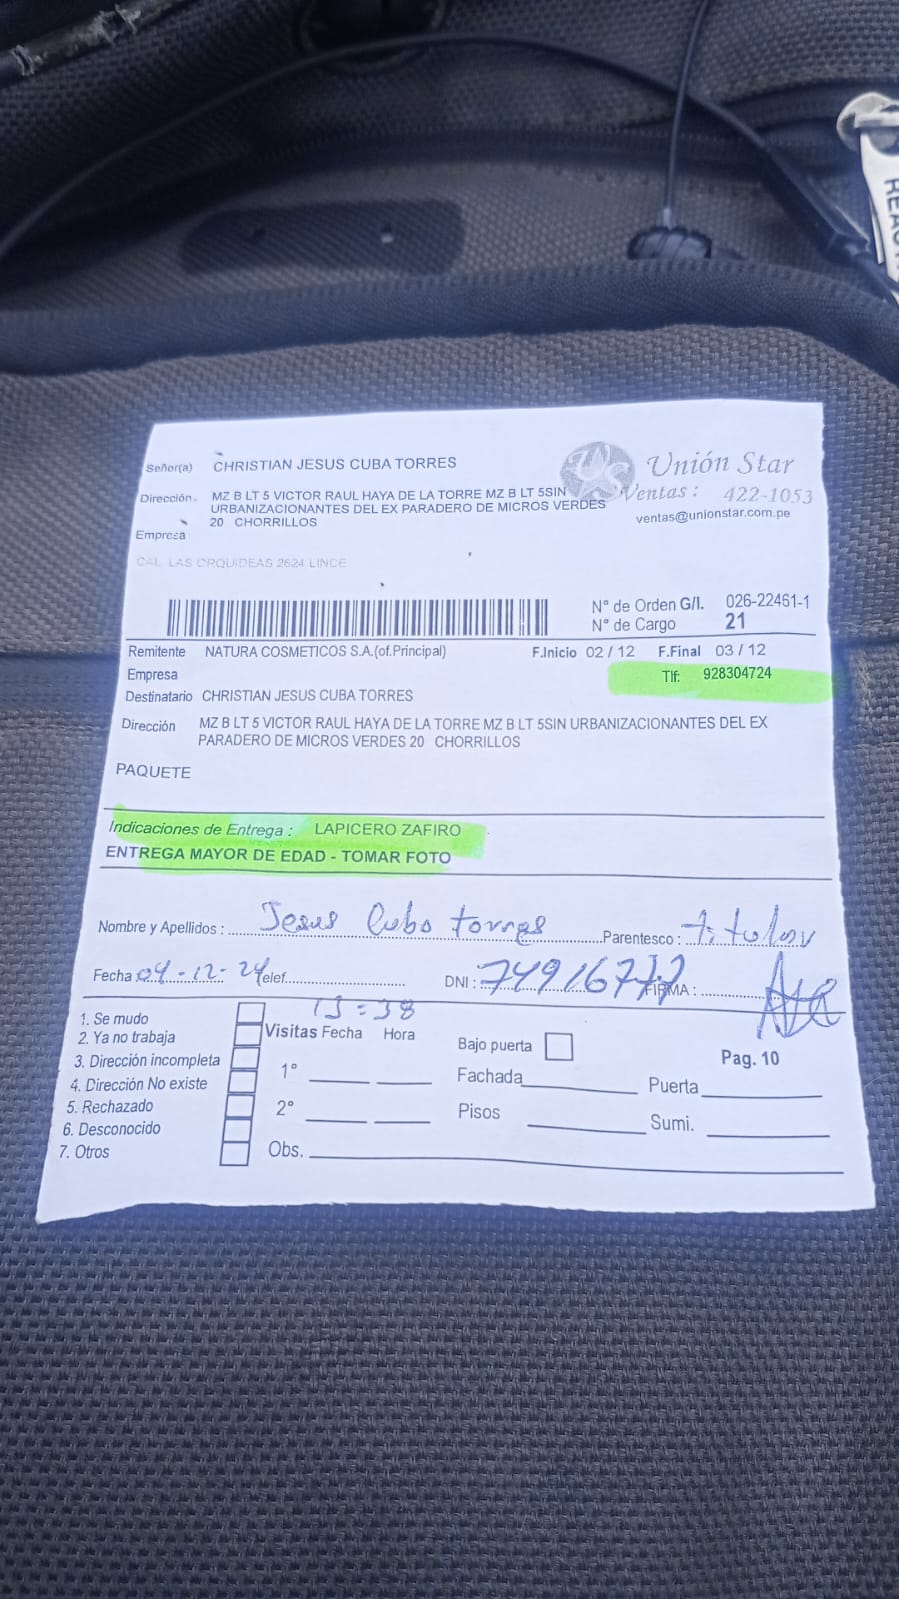 Señor(a) CHRISTIAN JESUS CUBA TORRES
Unión Star
Dirección. MZ B LT 5 VICTOR RAUL HAYA DE LA TORRE MZ B LT 5SIN
URBANIZACIONANTES DEL EX PARADERO DE MICROS VERDES
20 CHORRILLOS
Ventas: 422-1053
ventas@unionstar.com.pe
Empresa
CAL LAS ORQUIDEAS 2624 LINCE
N° de Orden G/I. 026-22461-1
N° de Cargo 21
Remitente NATURA COSMETICOS S.A.(of.Principal) F.Inicio 02 / 12 F.Final 03 / 12
Empresa Tlf: 928304724
Destinatario CHRISTIAN JESUS CUBA TORRES
Dirección MZ B LT 5 VICTOR RAUL HAYA DE LA TORRE MZ B LT 5SIN URBANIZACIONANTES DEL EX
PARADERO DE MICROS VERDES 20 CHORRILLOS
PAQUETE
Indicaciones de Entrega : LAPICERO ZAFIRO
ENTREGA MAYOR DE EDAD - TOMAR FOTO
Nombre y Apellidos : Jesus Cuba torres Parentesco : titular
Fecha 04-12-24 elef. DNI : FIRMA :
13:38
1. Se mudo
2. Ya no trabaja
3. Dirección incompleta
4. Dirección No existe
5. Rechazado
6. Desconocido
7. Otros
Visitas Fecha Hora
1°
2°
Obs.
Bajo puerta
Fachada Puerta
Pisos Sumi.
Pag. 10